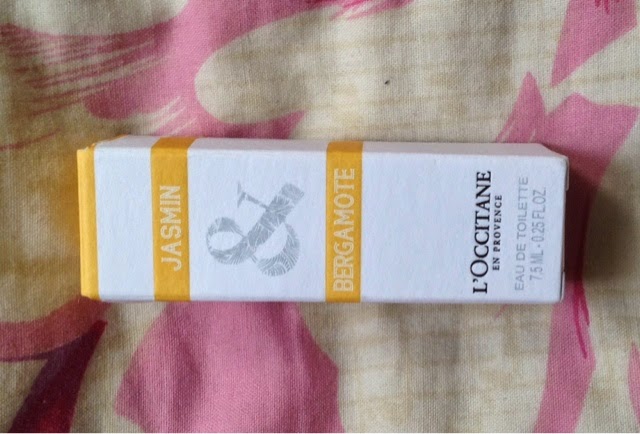 JASMIN
&
BERGAMOTE
L'OCCITANE
EN PROVENCE
EAU DE TOILETTE
7.5 ML - 0.25 FL.OZ.